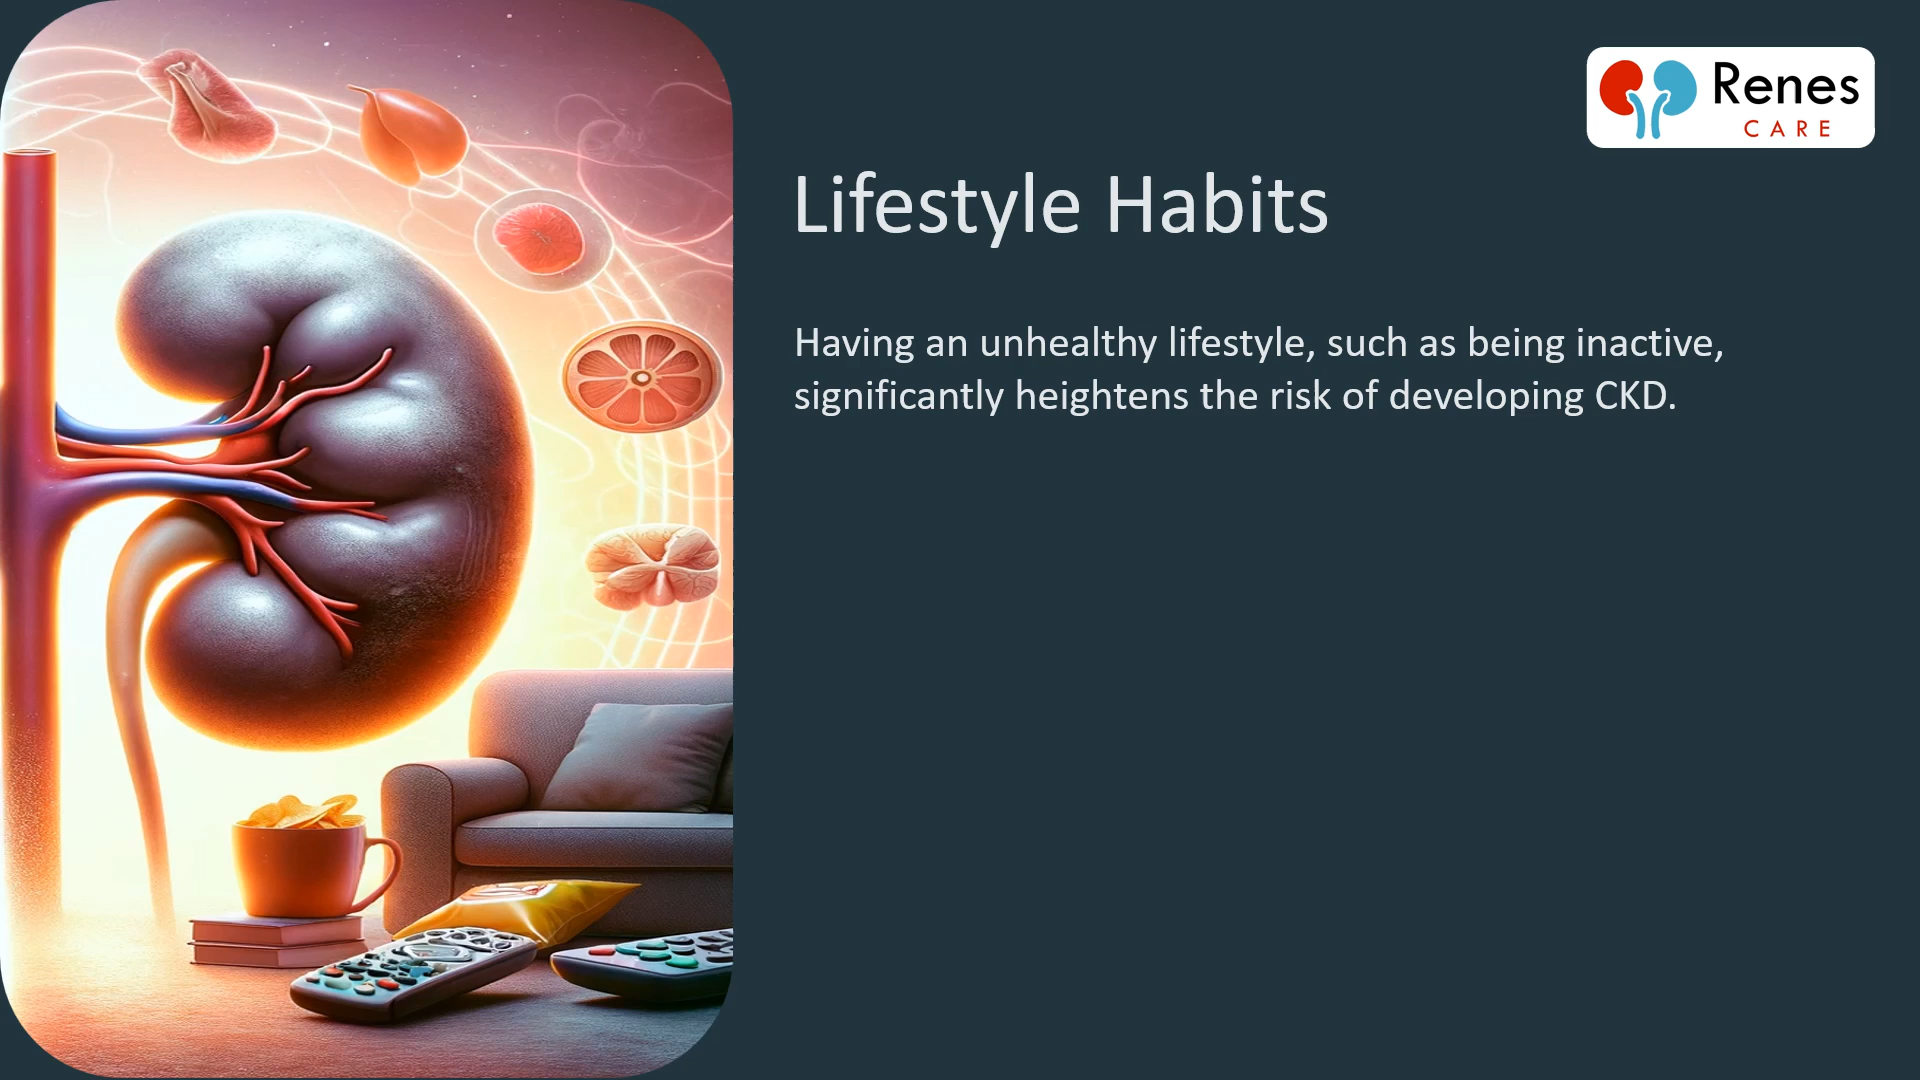 Renes
CARE
Lifestyle Habits
Having an unhealthy lifestyle, such as being inactive,
significantly heightens the risk of developing CKD.